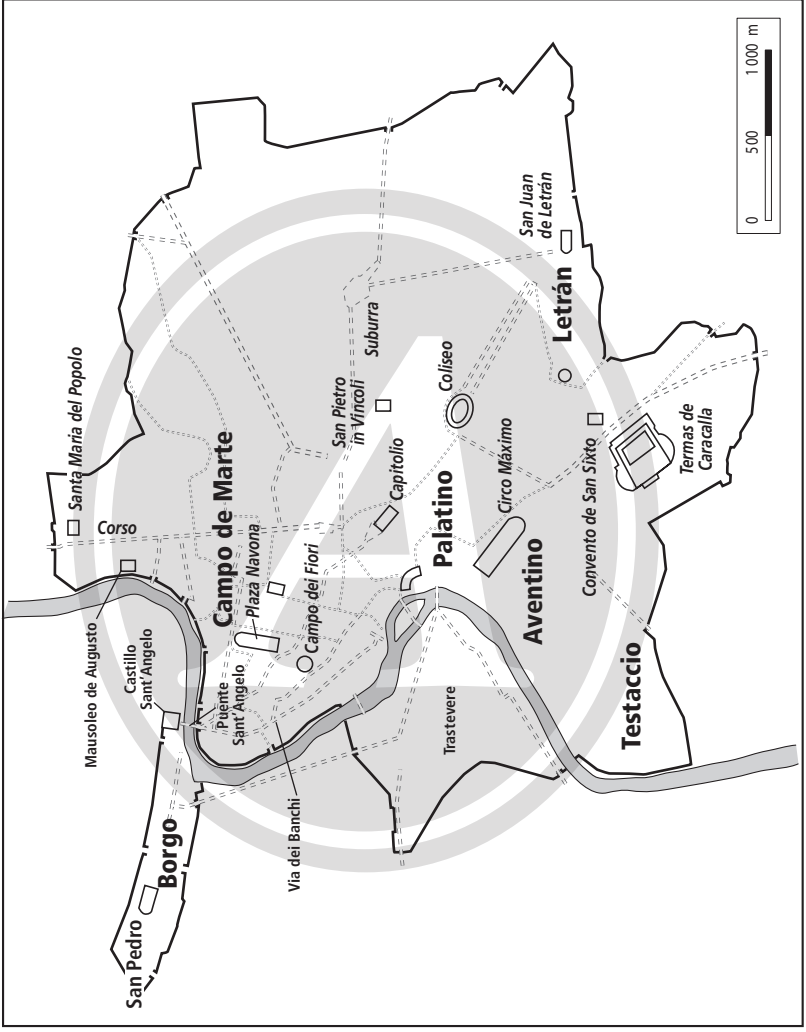 Santa Maria del Popolo
Corso
Mausoleo de Augusto
Castillo
Sant'Angelo
Puente
Sant'Angelo
Borgo
San Pedro
Via dei Banchi
Campo de Marte
Plaza Navona
Campo dei Fiori
San Pietro
in Vincoli
Suburra
Capitolio
Coliseo
Palatino
Circo Máximo
Aventino
Trastevere
Testaccio
San Juan
de Letrán
Letrán
Convento de San Sixto
Termas de
Caracalla
0 500 1 000 m
A